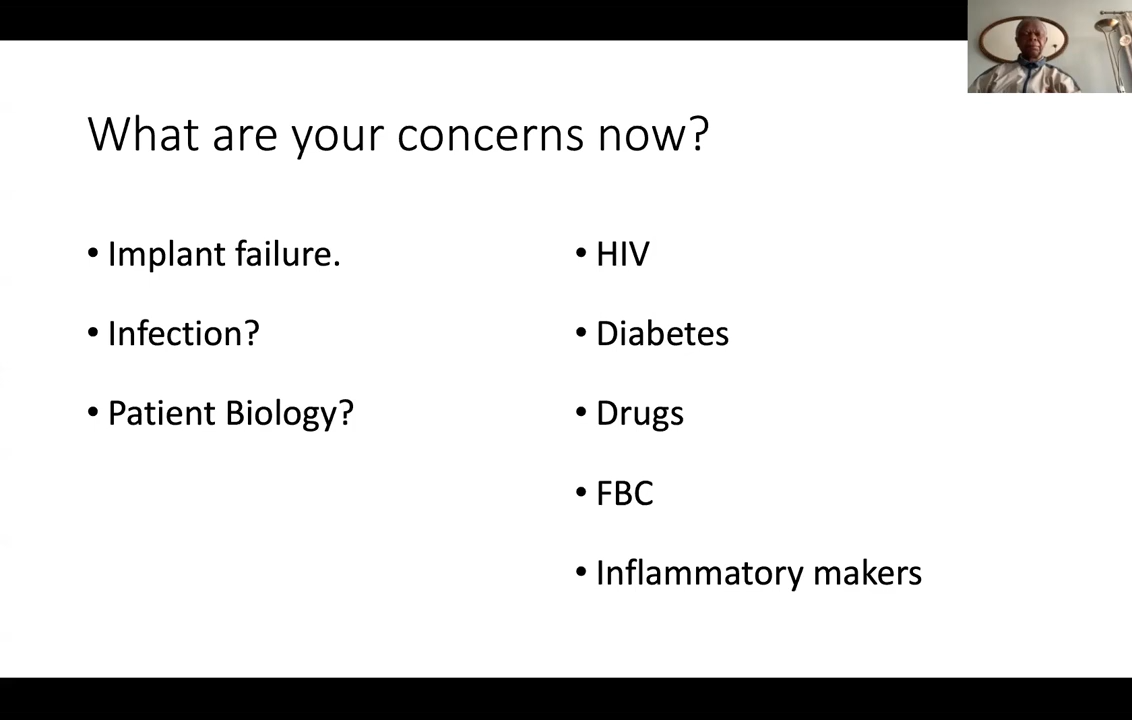 What are your concerns now?
• Implant failure.
• Infection?
• Patient Biology?
• HIV
• Diabetes
• Drugs
• FBC
• Inflammatory makers